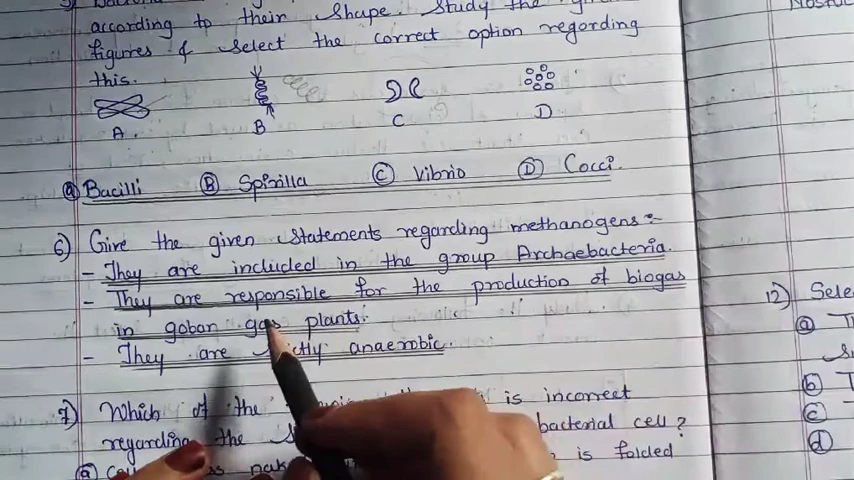 according to their Shape. Study the
figures & Select the correct option regording
this.
A. B C D
ⓐ Bacilli Ⓑ Spirilla Ⓒ Vibrio Ⓓ Cocci.
6) Give the given statements regarding methanogens:-
- They are included in the group Archaebacteria.
- They are responsible for the production of biogas
in goban gas plants.
- They are anaerobic.
7) Which of the is incorrect
regarding the bacterial cell?
ⓐ is folded
12) Sele
ⓐ
ⓑ
ⓒ
ⓓ